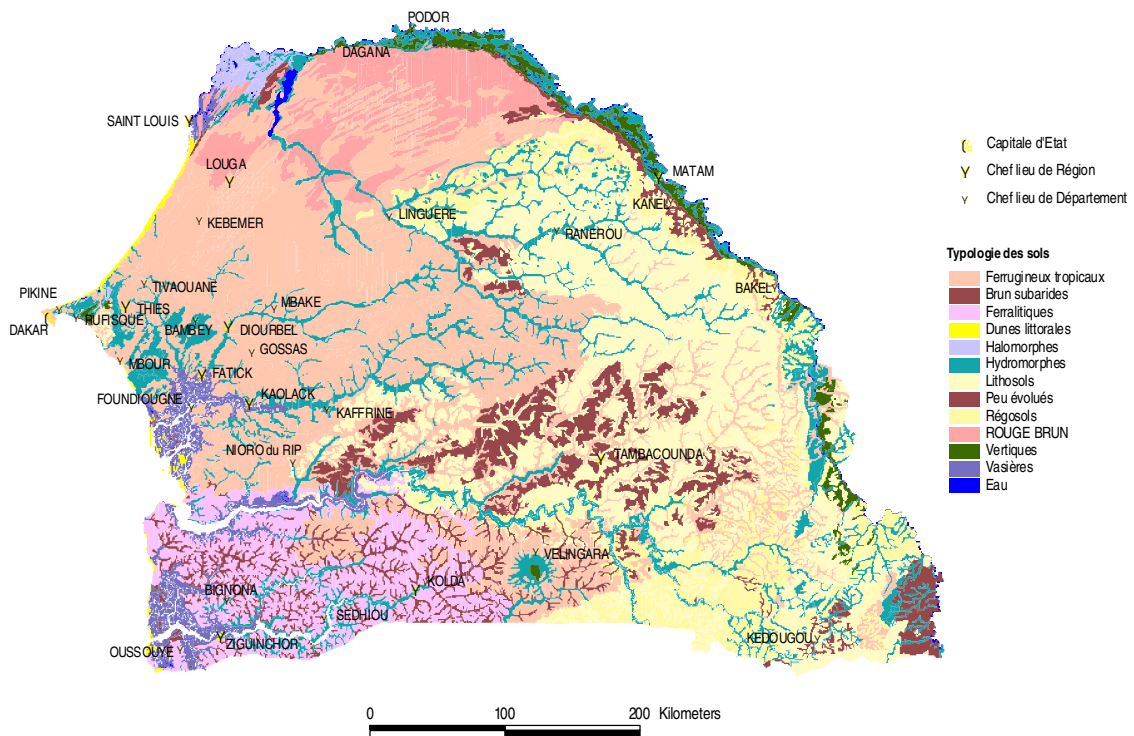 PODOR
DAGANA
SAINT LOUIS
LOUGA
MATAM
KANEL
LINGUERE
KEBEMER
RANEROU
TIVAOUANE
BAKEL
PIKINE
MBAKE
THIES
RUFISQUE
DAKAR
BAMBEY
DIOURBEL
GOSSAS
MBOUR
FATICK
FOUNDIOUGNE
KAOLACK
KAFFRINE
NIORO du RIP
TAMBACOUNDA
VELINGARA
KOLDA
BIGNONA
SEDHIOU
ZIGUINCHOR
OUSSOUYE
KEDOUGOU
Capitale d'Etat
Chef lieu de Région
Chef lieu de Département
Typologie des sols
Ferrugineux tropicaux
Brun subarides
Ferralitiques
Dunes littorales
Halomorphes
Hydromorphes
Lithosols
Peu évolués
Régosols
ROUGE BRUN
Vertiques
Vasières
Eau
0 100 200 Kilometers